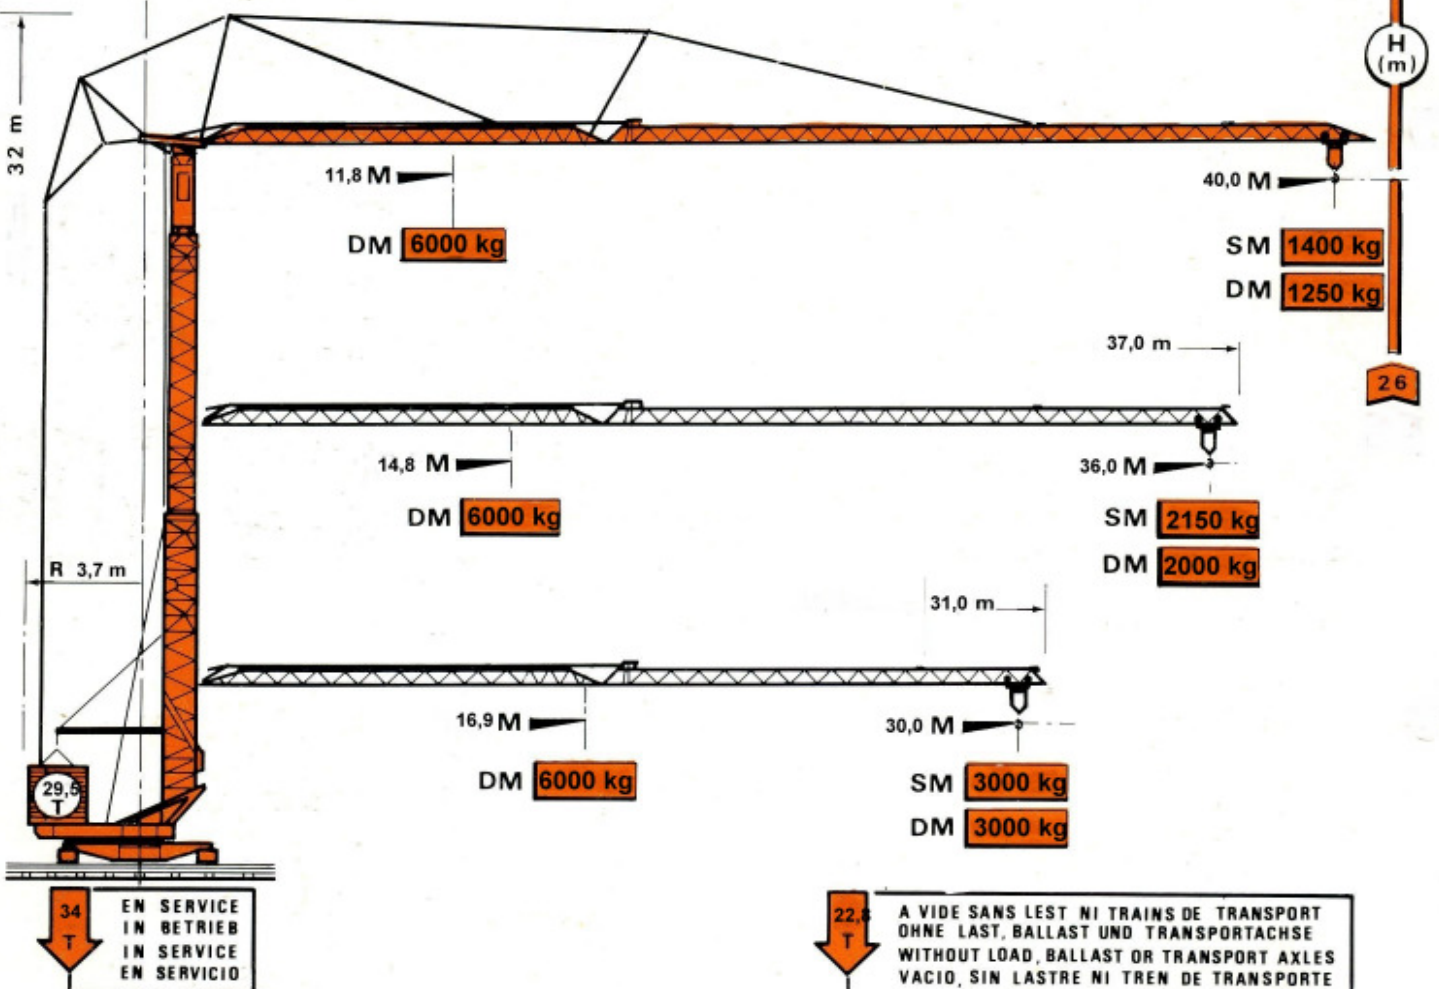 32 m
H
(m)
11,8 M
40,0 M
DM 6000 kg
SM 1400 kg
DM 1250 kg
37,0 m
26
14,8 M
36,0 M
DM 6000 kg
SM 2150 kg
DM 2000 kg
R 3,7 m
31,0 m
16,9 M
30,0 M
DM 6000 kg
SM 3000 kg
DM 3000 kg
29,5
T
34
T
EN SERVICE
IN BETRIEB
IN SERVICE
EN SERVICIO
22,8
T
A VIDE SANS LEST NI TRAINS DE TRANSPORT
OHNE LAST, BALLAST UND TRANSPORTACHSE
WITHOUT LOAD, BALLAST OR TRANSPORT AXLES
VACIO, SIN LASTRE NI TREN DE TRANSPORTE